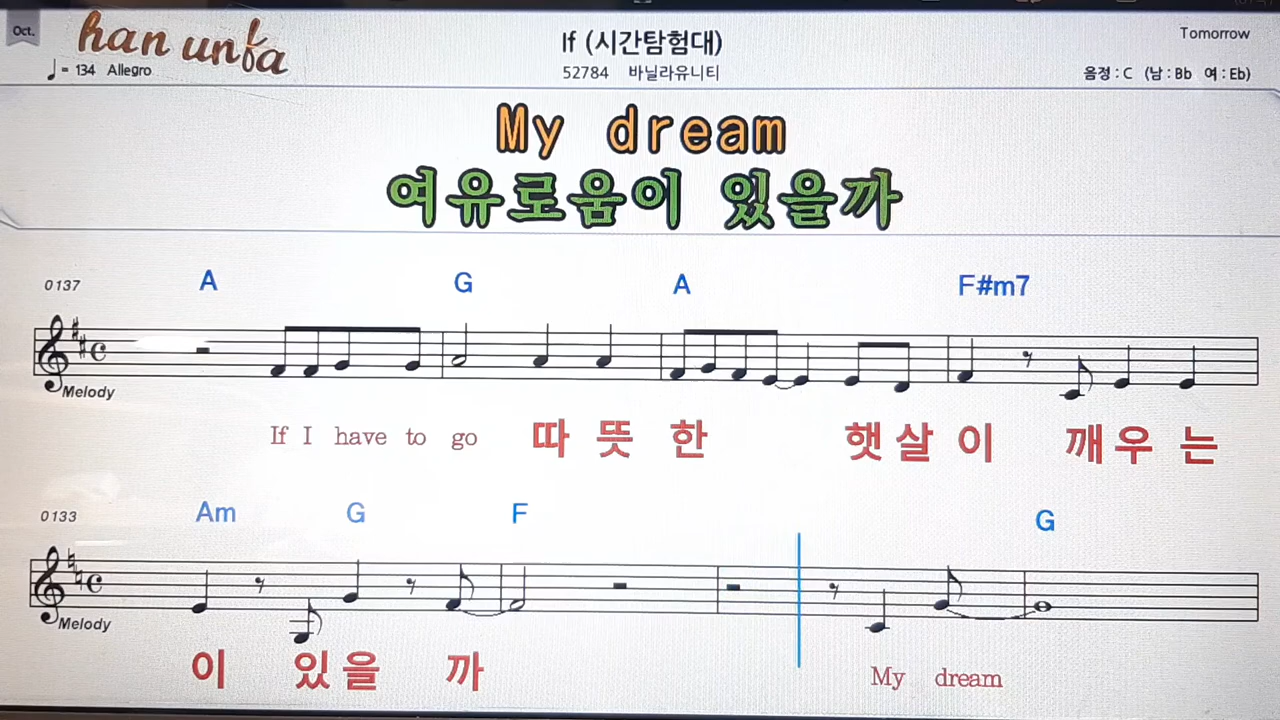 Oct.
han unfa
If (시간탐험대)
Tomorrow
♩= 134 Allegro
52784 바닐라유니티
음정 : C (남 : Bb 여 : Eb)
My dream
여유로움이 있을까
0137 A G A F#m7
Melody
If I have to go 따 뜻 한 햇 살 이 깨 우 는
0133 Am G F G
Melody
이 있 을 까 My dream